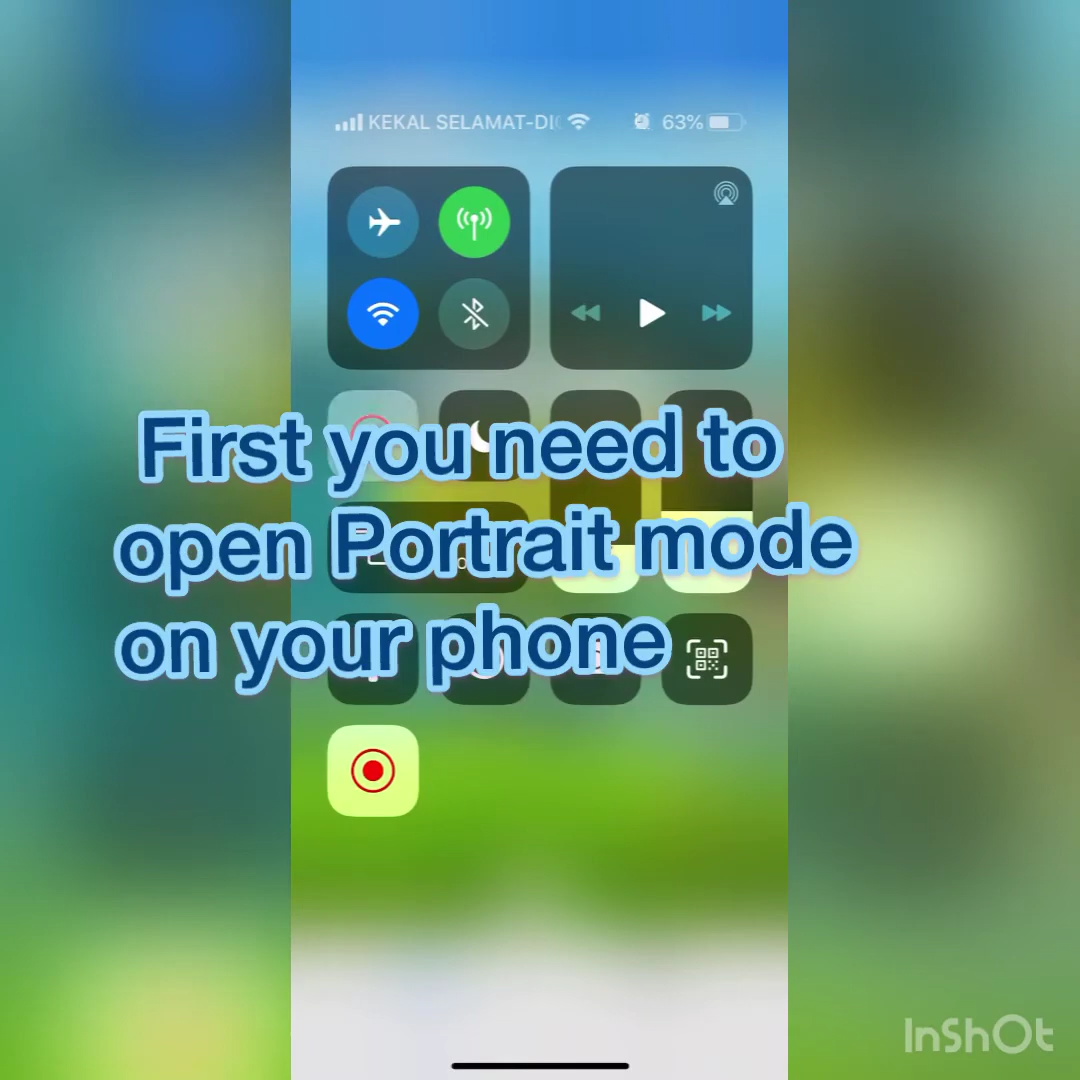 KEKAL SELAMAT-DI
63%
First you need to
open Portrait mode
on your phone
InShOt